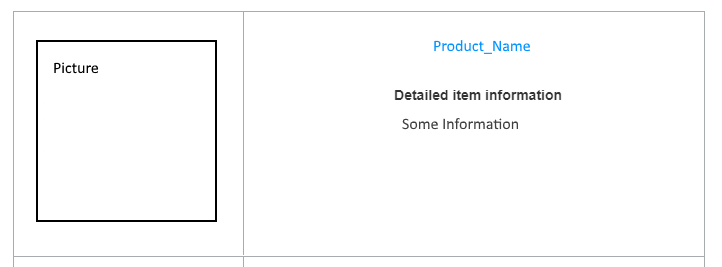 Picture
Product_Name
Detailed item information
Some Information